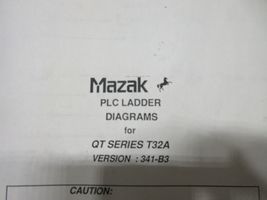 Mazak
PLC LADDER
DIAGRAMS
for
QT SERIES T32A
VERSION : 341-B3
CAUTION: